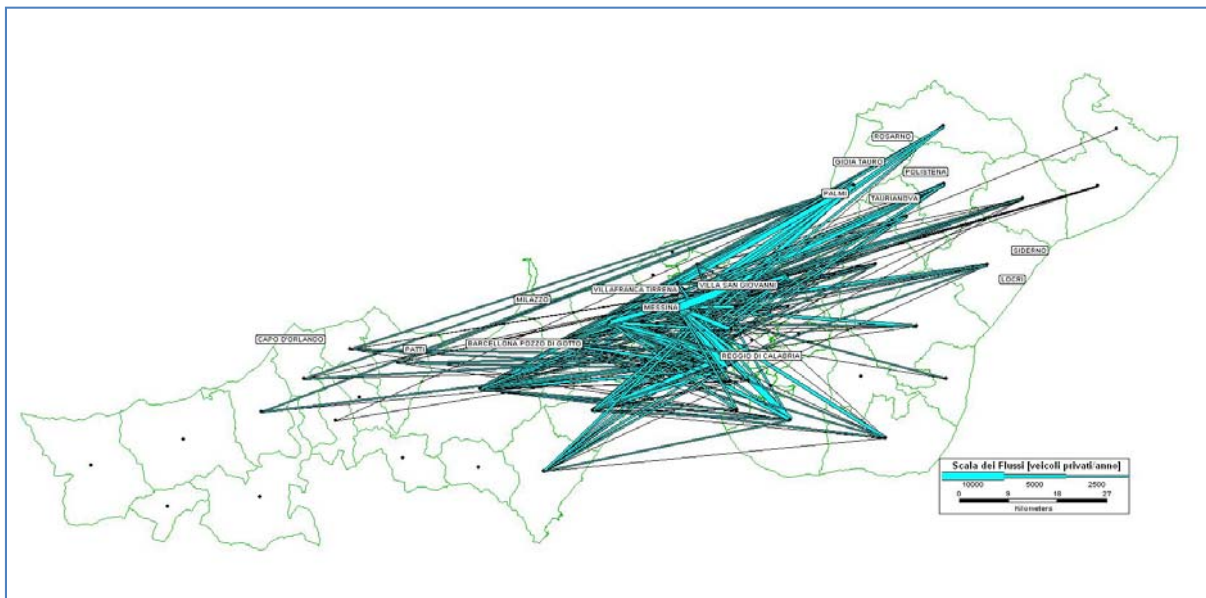 ROSARNO
GIOIA TAURO
POLISTENA
PALMI
TAURIANOVA
SIDERNO
LOCRI
VILLA SAN GIOVANNI
VILLAFRANCA TIRRENA
MILAZZO
MESSINA
CAPO D'ORLANDO
BARCELLONA POZZO DI GOTTO
PATTI
REGGIO DI CALABRIA
Scala dei Flussi [veicoli privati/anno]
10000 5000 2500
0 9 18 27
Kilometers